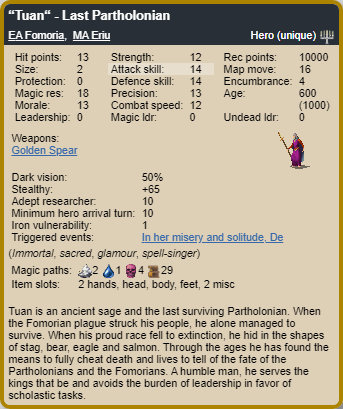 “Tuan“ - Last Partholonian
EA Fomoria, MA Eriu Hero (unique)
Hit points: 13 Strength: 12 Rec points: 10000
Size: 2 Attack skill: 14 Map move: 16
Protection: 0 Defence skill: 14 Encumbrance: 4
Magic res: 18 Precision: 13 Age: 600
Morale: 13 Combat speed: 12 (1000)
Leadership: 0 Magic ldr: 0 Undead ldr: 0
Weapons:
Golden Spear
Dark vision: 50%
Stealthy: +65
Adept researcher: 10
Minimum hero arrival turn: 10
Iron vulnerability: 1
Triggered events: In her misery and solitude, De
(Immortal, sacred, glamour, spell-singer)
Magic paths: 2 1 4 29
Item slots: 2 hands, head, body, feet, 2 misc
Tuan is an ancient sage and the last surviving Partholonian. When
the Fomorian plague struck his people, he alone managed to
survive. When his proud race fell to extinction, he hid in the shapes
of stag, bear, eagle and salmon. Through the ages he has found the
means to fully cheat death and lives to tell of the fate of the
Partholonians and the Fomorians. A humble man, he serves the
kings that be and avoids the burden of leadership in favor of
scholastic tasks.